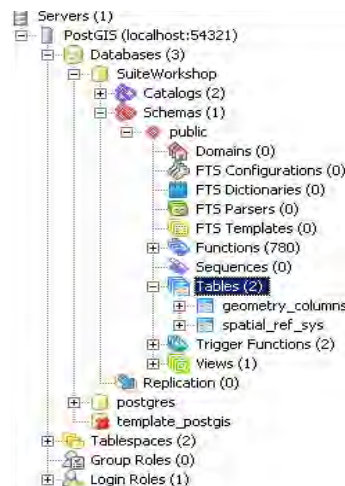 Servers (1)
PostGIS (localhost:54321)
Databases (3)
SuiteWorkshop
Catalogs (2)
Schemas (1)
public
Domains (0)
FTS Configurations (0)
FTS Dictionaries (0)
FTS Parsers (0)
FTS Templates (0)
Functions (780)
Sequences (0)
Tables (2)
geometry_columns
spatial_ref_sys
Trigger Functions (2)
Views (1)
Replication (0)
postgres
template_postgis
Tablespaces (2)
Group Roles (0)
Login Roles (1)